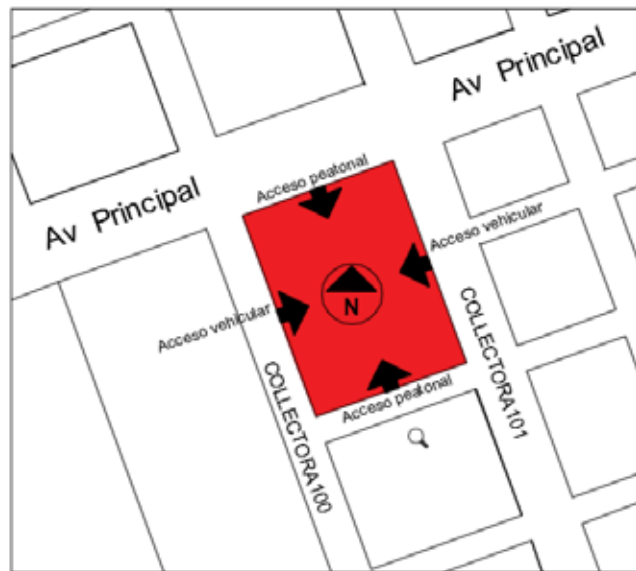 Av Principal
Acceso peatonal
Av Principal
Acceso vehicular
N
Acceso vehicular
COLLECTORA100
COLLECTORA101
Acceso peatonal